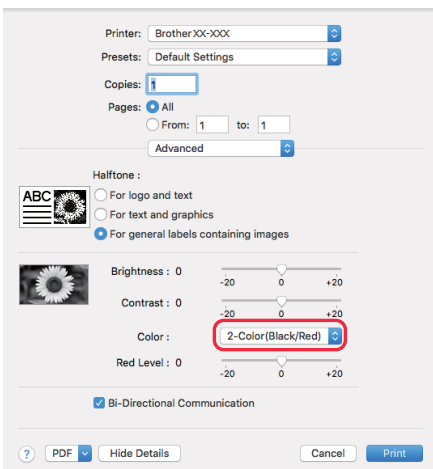 Printer: Brother XX-XXX
Presets: Default Settings
Copies: 1
Pages: All
From: 1 to: 1
Advanced
Halftone :
ABC
For logo and text
For text and graphics
For general labels containing images
Brightness : 0
-20 0 +20
Contrast : 0
-20 0 +20
Color : 2-Color(Black/Red)
Red Level : 0
-20 0 +20
Bi-Directional Communication
? PDF Hide Details Cancel Print